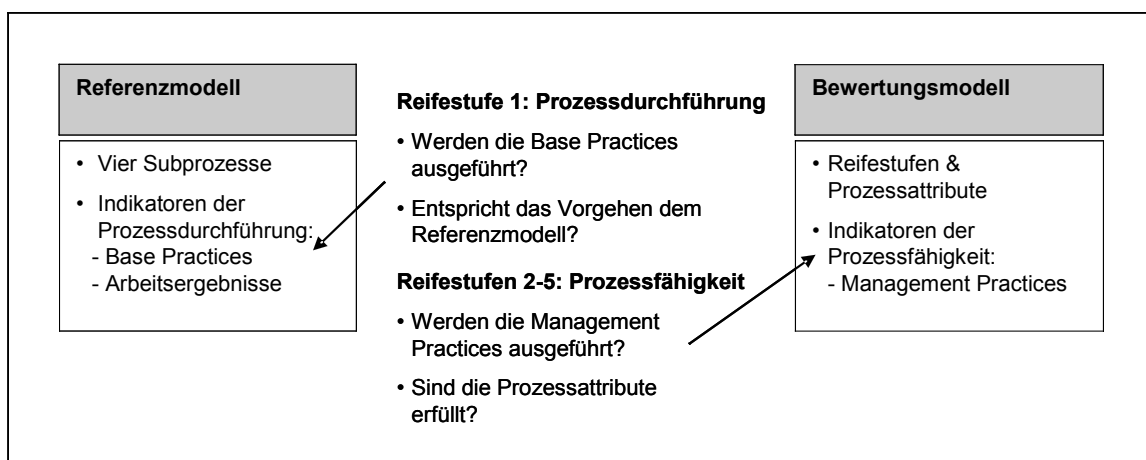 Referenzmodell
• Vier Subprozesse
• Indikatoren der
Prozessdurchführung:
- Base Practices
- Arbeitsergebnisse
Reifestufe 1: Prozessdurchführung
• Werden die Base Practices
ausgeführt?
• Entspricht das Vorgehen dem
Referenzmodell?
Reifestufen 2-5: Prozessfähigkeit
• Werden die Management
Practices ausgeführt?
• Sind die Prozessattribute
erfüllt?
Bewertungsmodell
• Reifestufen &
Prozessattribute
• Indikatoren der
Prozessfähigkeit:
- Management Practices